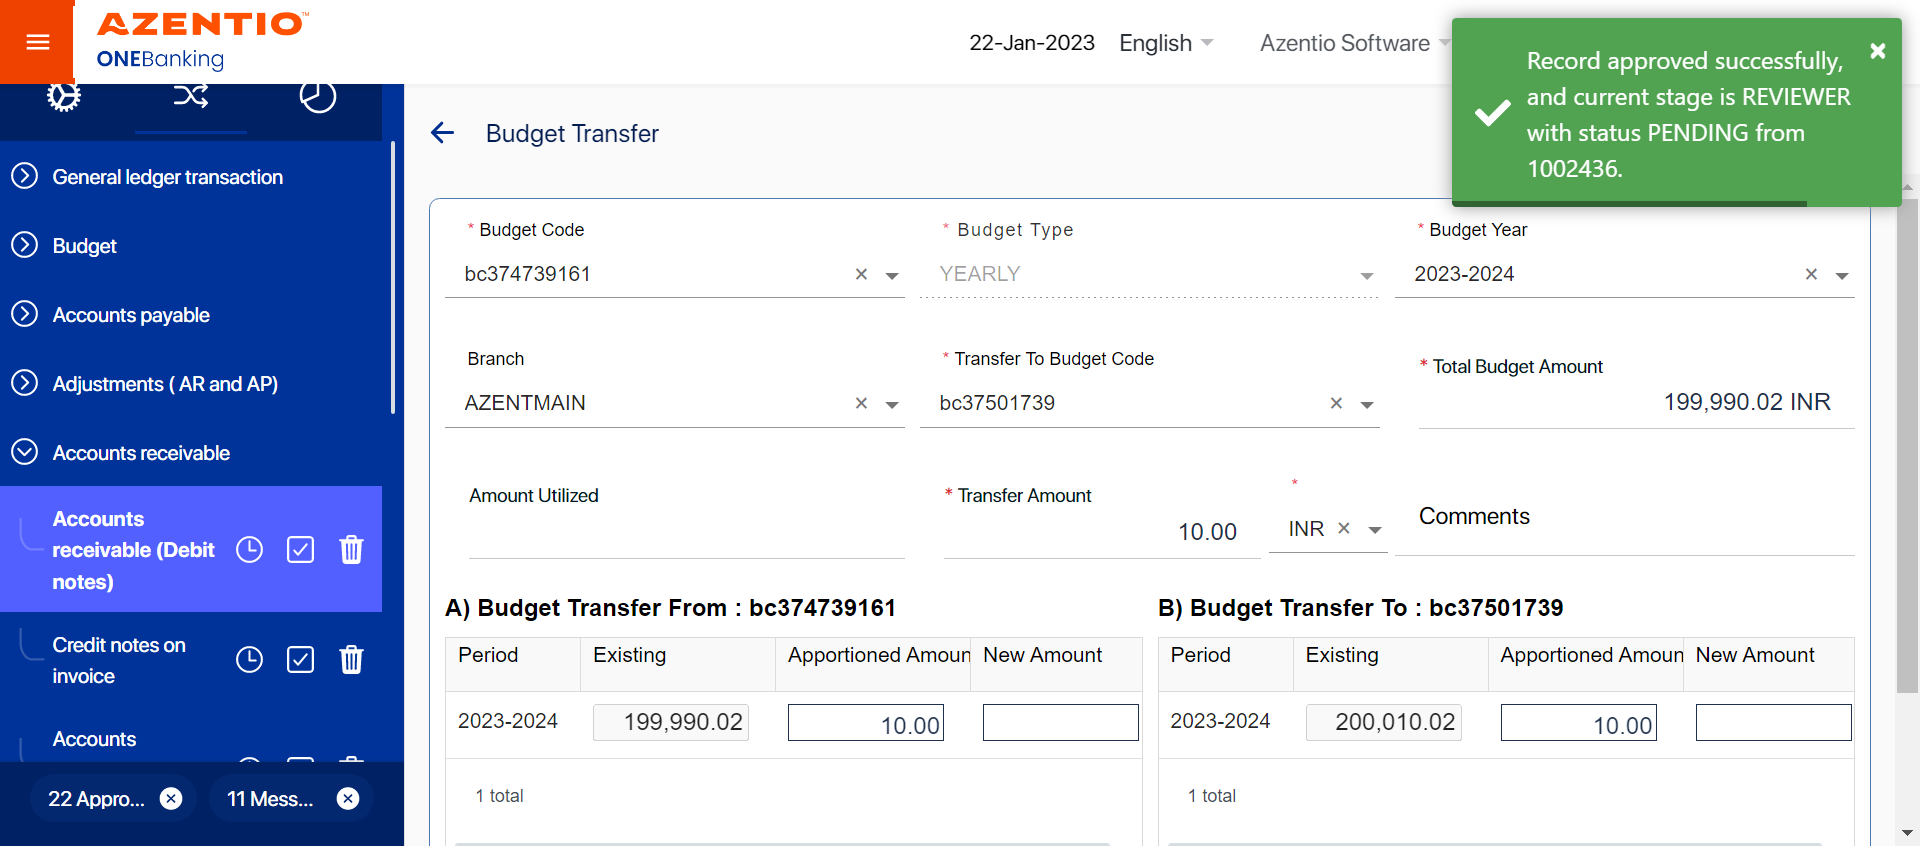 AZENTIO™
ONEBanking
22-Jan-2023
English
Azentio Software
Record approved successfully,
and current stage is REVIEWER
with status PENDING from
1002436.
General ledger transaction
Budget
Accounts payable
Adjustments ( AR and AP)
Accounts receivable
Accounts
receivable (Debit
notes)
Credit notes on
invoice
Accounts
22 Appro...
11 Mess...
Budget Transfer
* Budget Code
bc374739161
* Budget Type
YEARLY
* Budget Year
2023-2024
Branch
AZENTMAIN
* Transfer To Budget Code
bc37501739
* Total Budget Amount
199,990.02 INR
Amount Utilized
* Transfer Amount
10.00
*
INR
Comments
A) Budget Transfer From : bc374739161
Period Existing Apportioned Amoun New Amount
2023-2024 199,990.02 10.00
1 total
B) Budget Transfer To : bc37501739
Period Existing Apportioned Amoun New Amount
2023-2024 200,010.02 10.00
1 total